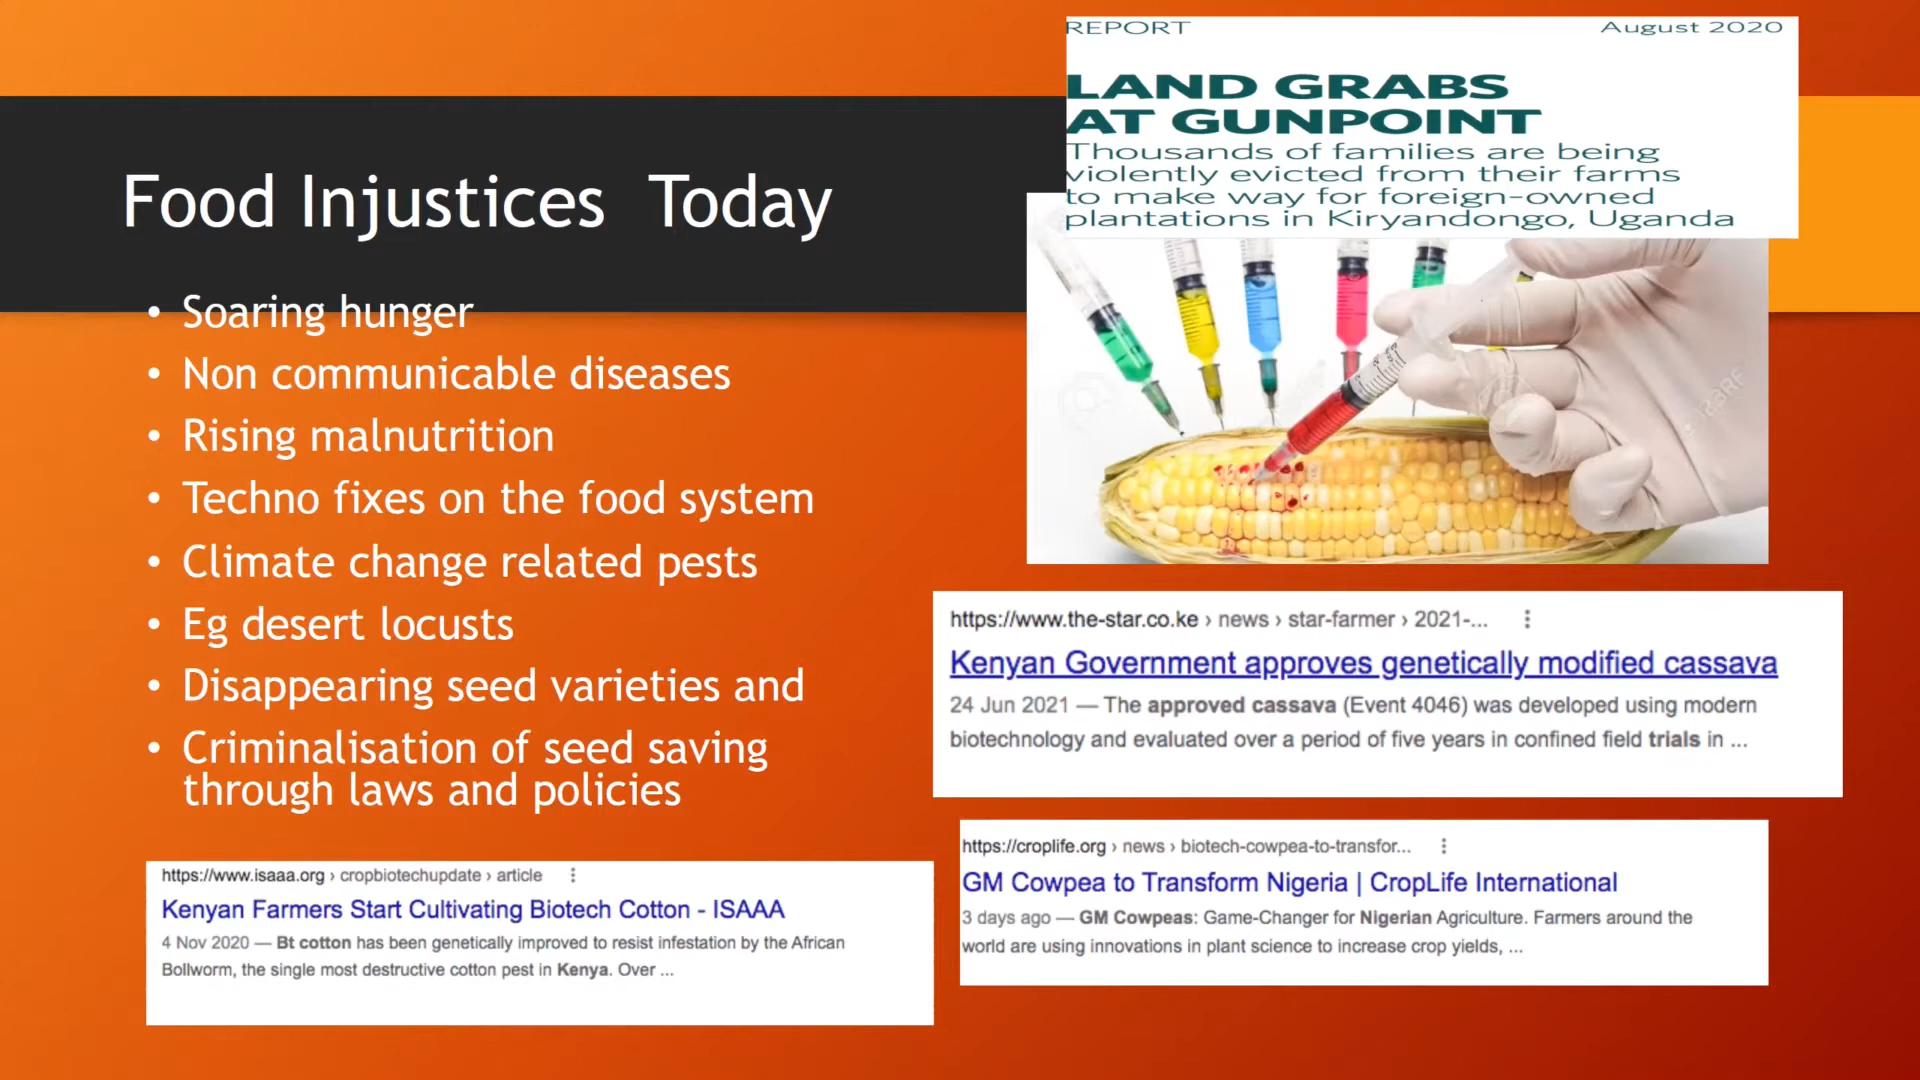 REPORT August 2020
LAND GRABS
AT GUNPOINT
Thousands of families are being
violently evicted from their farms
to make way for foreign-owned
plantations in Kiryandongo, Uganda
Food Injustices Today
• Soaring hunger
• Non communicable diseases
• Rising malnutrition
• Techno fixes on the food system
• Climate change related pests
• Eg desert locusts
• Disappearing seed varieties and
• Criminalisation of seed saving
through laws and policies
123RF
https://www.the-star.co.ke › news › star-farmer › 2021-...
Kenyan Government approves genetically modified cassava
24 Jun 2021 — The approved cassava (Event 4046) was developed using modern
biotechnology and evaluated over a period of five years in confined field trials in ...
https://croplife.org › news › biotech-cowpea-to-transfor...
GM Cowpea to Transform Nigeria | CropLife International
3 days ago — GM Cowpeas: Game-Changer for Nigerian Agriculture. Farmers around the
world are using innovations in plant science to increase crop yields, ...
https://www.isaaa.org › cropbiotechupdate › article
Kenyan Farmers Start Cultivating Biotech Cotton - ISAAA
4 Nov 2020 — Bt cotton has been genetically improved to resist infestation by the African
Bollworm, the single most destructive cotton pest in Kenya. Over ...